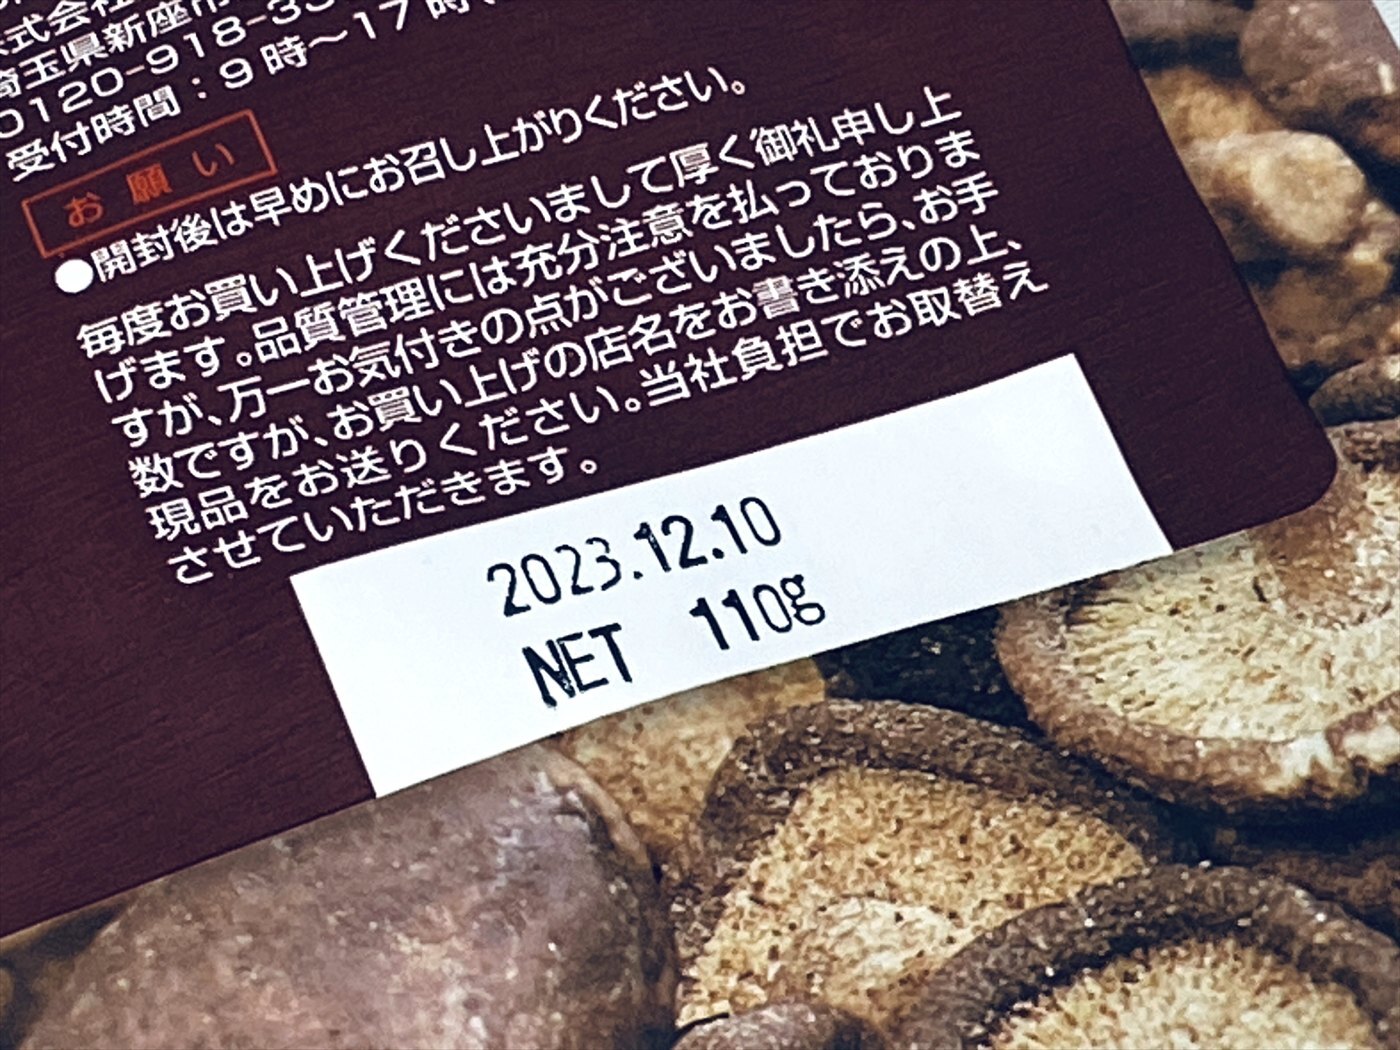 株式会社
埼玉県新座市
0120-918-33
受付時間：9時〜17時
お願い
●開封後は早めにお召し上がりください。
毎度お買い上げくださいまして厚く御礼申し上
げます。品質管理には充分注意を払っておりま
すが、万一お気付きの点がございましたら、お手
数ですが、お買い上げの店名をお書き添えの上、
現品をお送りください。当社負担でお取替え
させていただきます。
2023.12.10
NET 110g